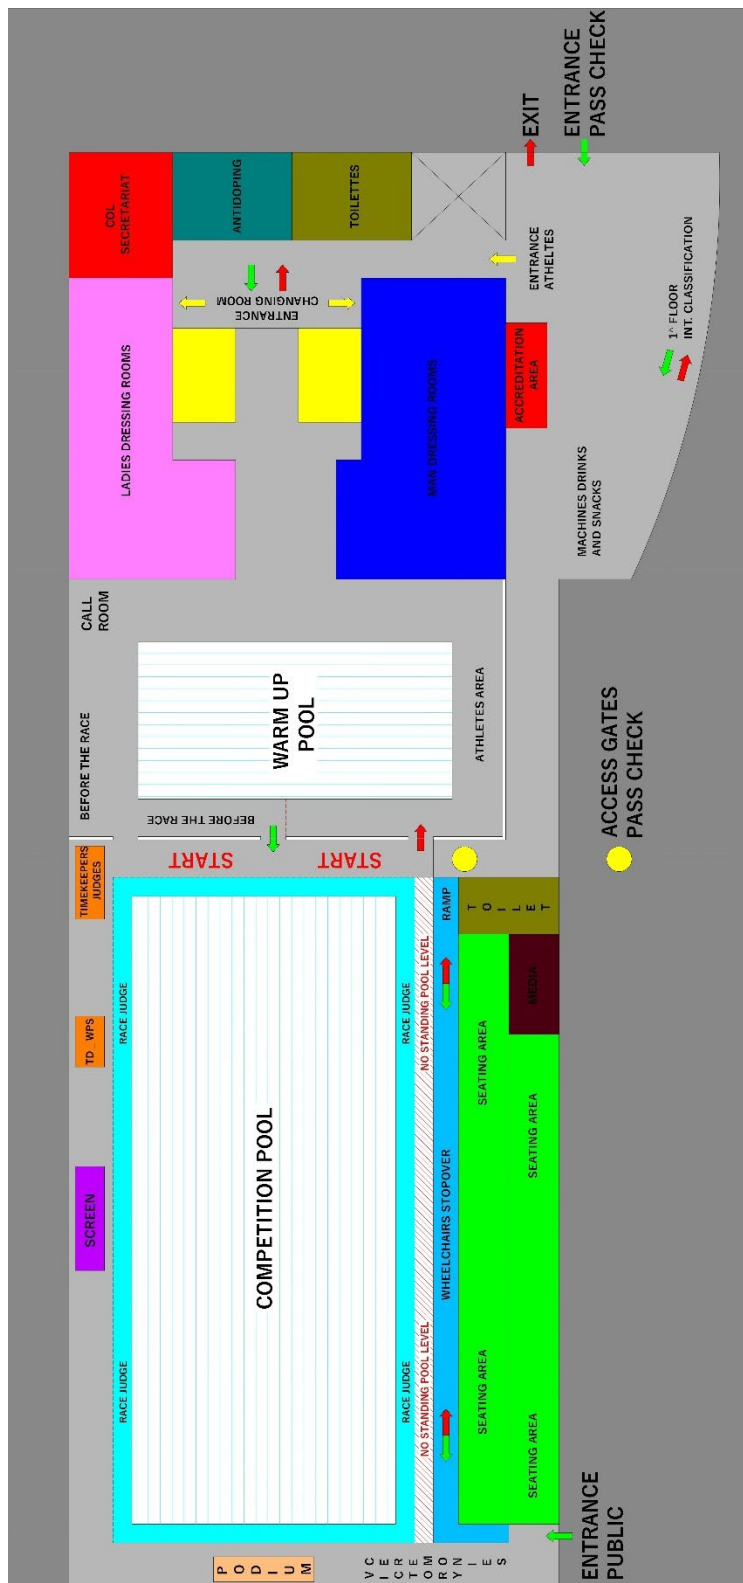 EXIT
ENTRANCE
PASS CHECK
COL
SECRETARIAT
ANTIDOPING
TOILETTES
ENTRANCE
CHANGING ROOM
ENTRANCE
ATHELTES
1^ FLOOR
INT. CLASSIFICATION
LADIES DRESSING ROOMS
MAN DRESSING ROOMS
ACCREDITATION
AREA
MACHINES DRINKS
AND SNACKS
CALL
ROOM
BEFORE THE RACE
WARM UP
POOL
ATHLETES AREA
BEFORE THE RACE
ACCESS GATES
PASS CHECK
TIMEKEEPERS
JUDGES
START
START
RAMP
TOILET
TD_WPS
RACE JUDGE
RACE JUDGE
NO STANDING POOL LEVEL
SEATING AREA
MEDIA
SCREEN
COMPETITION POOL
WHEELCHAIRS STOPOVER
SEATING AREA
RACE JUDGE
RACE JUDGE
NO STANDING POOL LEVEL
SEATING AREA
SEATING AREA
PODIUM
VICTORY
CEREMONIES
ENTRANCE
PUBLIC